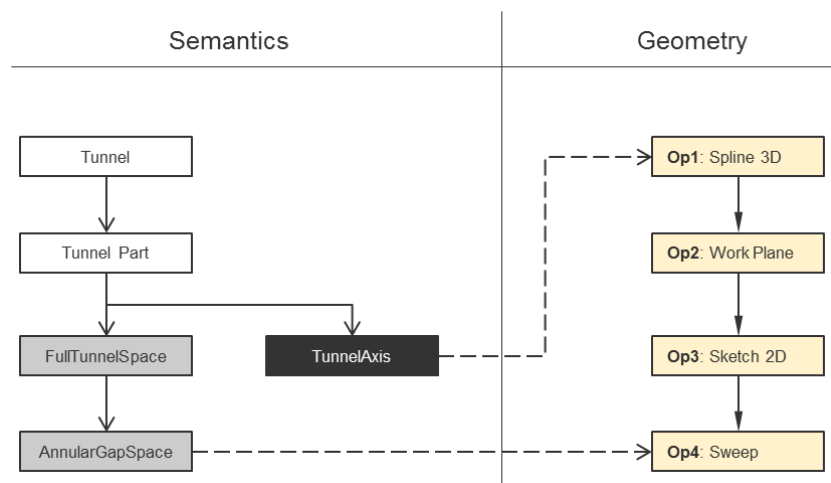 Semantics
Geometry
Tunnel
Op1: Spline 3D
Tunnel Part
Op2: Work Plane
FullTunnelSpace
TunnelAxis
Op3: Sketch 2D
AnnularGapSpace
Op4: Sweep